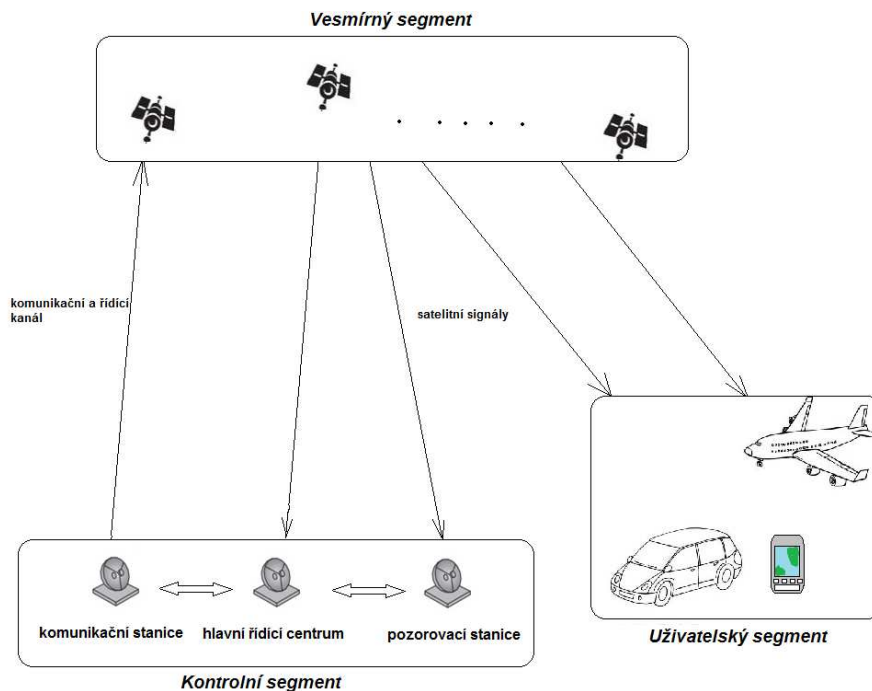 Vesmírný segment
komunikační a řídící
kanál
satelitní signály
komunikační stanice
hlavní řídící centrum
pozorovací stanice
Uživatelský segment
Kontrolní segment